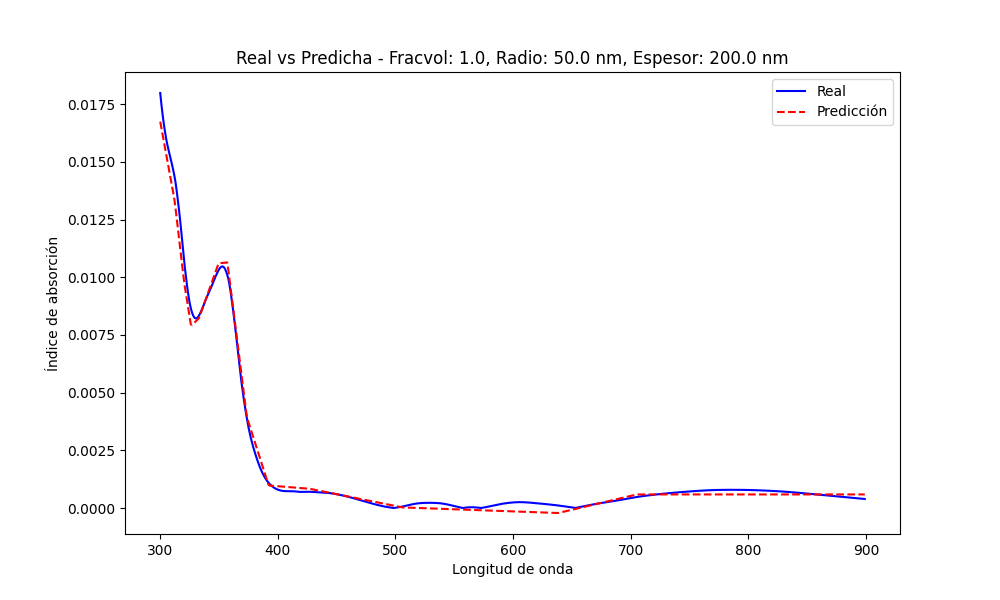 Real vs Predicha - Fracvol: 1.0, Radio: 50.0 nm, Espesor: 200.0 nm
Real
Predicción
0.0175
0.0150
0.0125
0.0100
0.0075
0.0050
0.0025
0.0000
Índice de absorción
300 400 500 600 700 800 900
Longitud de onda